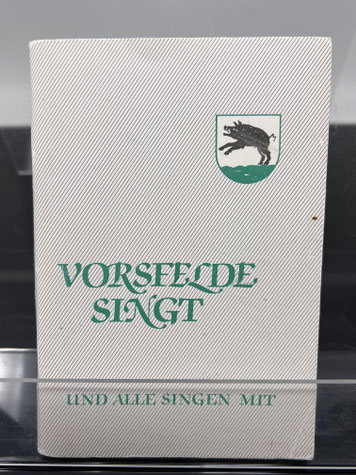 VORSFELDE
SINGT
UND ALLE SINGEN MIT